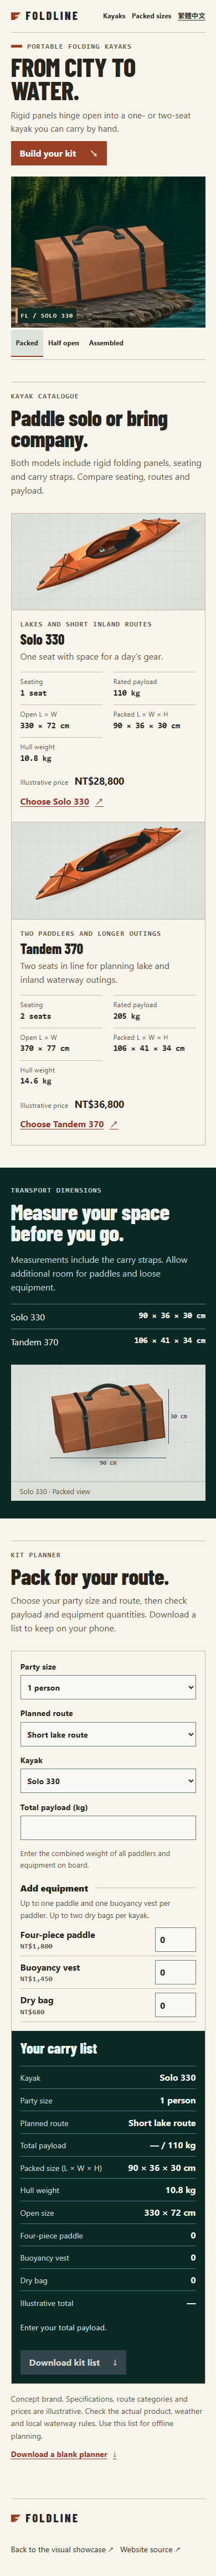 FOLDLINE
Kayaks Packed sizes 繁體中文
PORTABLE FOLDING KAYAKS
FROM CITY TO
WATER.
Rigid panels hinge open into a one- or two-seat
kayak you can carry by hand.
Build your kit ↘
FL / SOLO 330
Packed Half open Assembled
KAYAK CATALOGUE
Paddle solo or bring
company.
Both models include rigid folding panels, seating
and carry straps. Compare seating, routes and
payload.
LAKES AND SHORT INLAND ROUTES
Solo 330
One seat with space for a day's gear.
Seating Rated payload
1 seat 110 kg
Open L × W Packed L × W × H
330 × 72 cm 90 × 36 × 30 cm
Hull weight
10.8 kg
Illustrative price NT$28,800
Choose Solo 330 ↗
TWO PADDLERS AND LONGER OUTINGS
Tandem 370
Two seats in line for planning lake and
inland waterway outings.
Seating Rated payload
2 seats 205 kg
Open L × W Packed L × W × H
370 × 77 cm 106 × 41 × 34 cm
Hull weight
14.6 kg
Illustrative price NT$36,800
Choose Tandem 370 ↗
TRANSPORT DIMENSIONS
Measure your space
before you go.
Measurements include the carry straps. Allow
additional room for paddles and loose
equipment.
Solo 330 90 × 36 × 30 cm
Tandem 370 106 × 41 × 34 cm
30 cm
90 cm
Solo 330 · Packed view
KIT PLANNER
Pack for your route.
Choose your party size and route, then check
payload and equipment quantities. Download a
list to keep on your phone.
Party size
1 person
Planned route
Short lake route
Kayak
Solo 330
Total payload (kg)
Enter the combined weight of all paddlers and
equipment on board.
Add equipment
Up to one paddle and one buoyancy vest per
paddler. Up to two dry bags per kayak.
Four-piece paddle 0
NT$1,800
Buoyancy vest 0
NT$1,450
Dry bag 0
NT$680
Your carry list
Kayak Solo 330
Party size 1 person
Planned route Short lake route
Total payload — / 110 kg
Packed size (L × W × H) 90 × 36 × 30 cm
Hull weight 10.8 kg
Open size 330 × 72 cm
Four-piece paddle 0
Buoyancy vest 0
Dry bag 0
Illustrative total —
Enter your total payload.
Download kit list ↓
Concept brand. Specifications, route categories and
prices are illustrative. Check the actual product, weather
and local waterway rules. Use this list for offline
planning.
Download a blank planner ↓
FOLDLINE
Back to the visual showcase ↗ Website source ↗